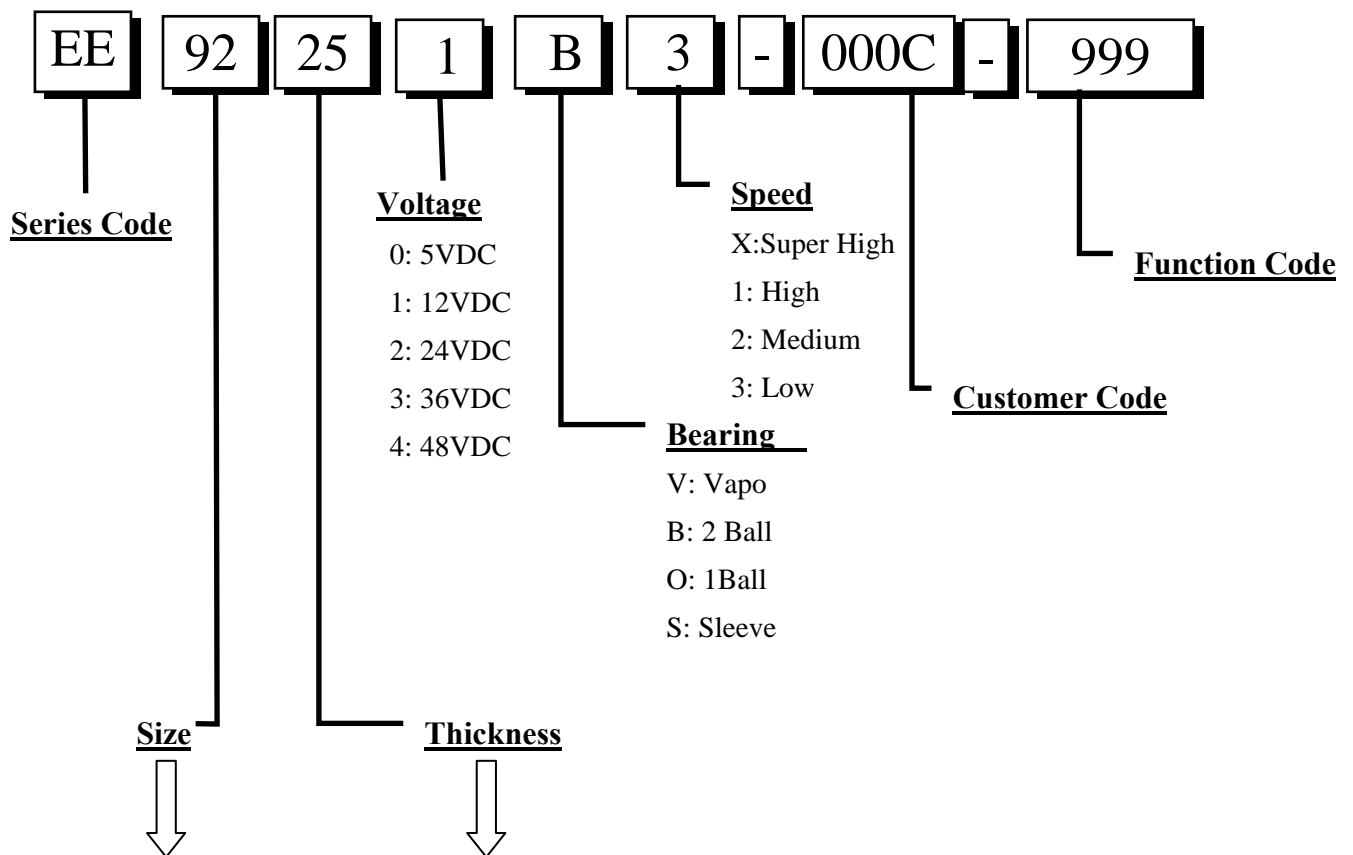 EE 92 25 1 B 3 - 000C - 999
Series Code
Voltage
0: 5VDC
1: 12VDC
2: 24VDC
3: 36VDC
4: 48VDC
Speed
X:Super High
1: High
2: Medium
3: Low
Function Code
Customer Code
Bearing
V: Vapo
B: 2 Ball
O: 1Ball
S: Sleeve
Size
Thickness